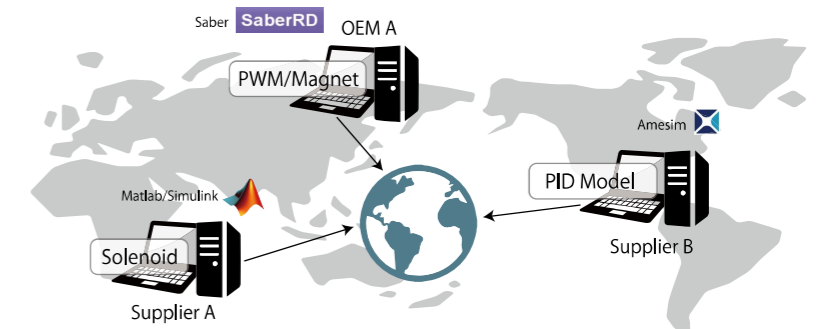 Saber SaberRD OEM A
PWM/Magnet
Amesim
PID Model
Supplier B
Matlab/Simulink
Solenoid
Supplier A